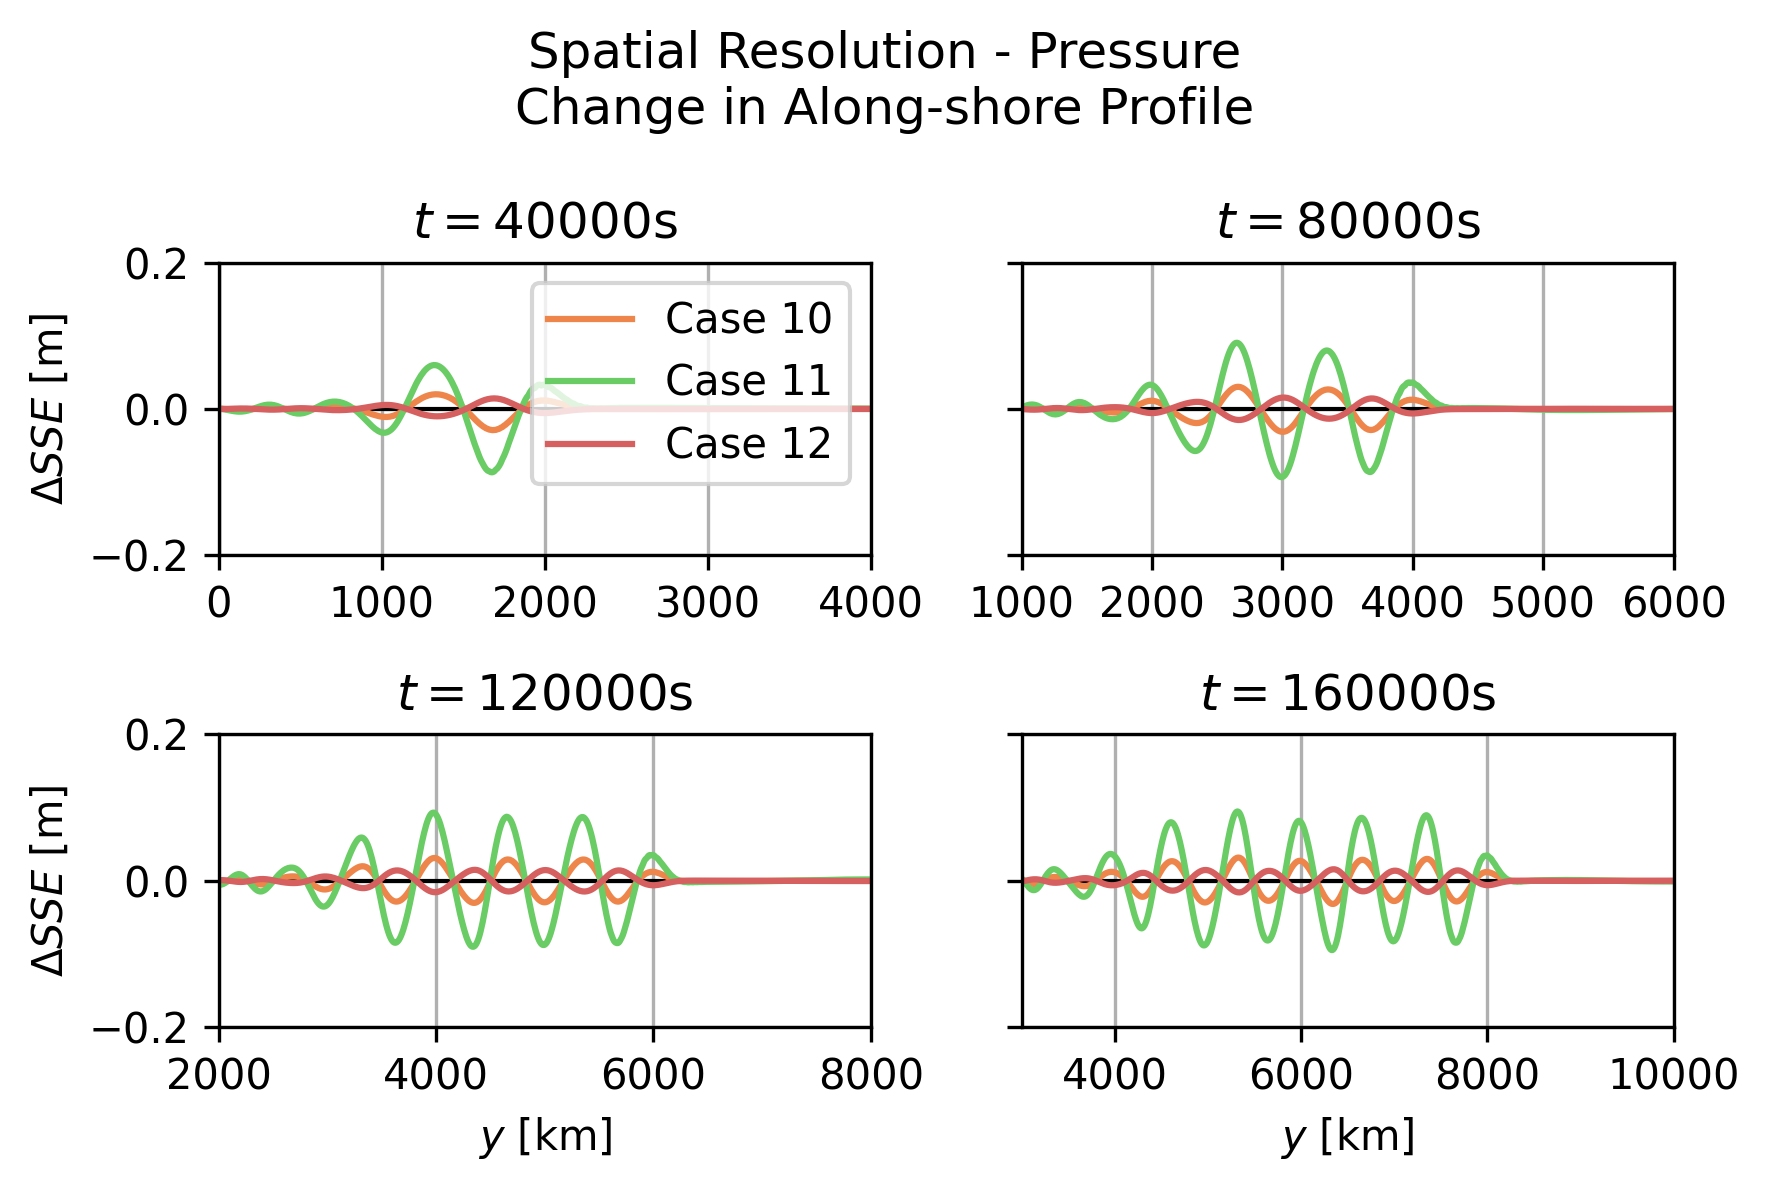 Spatial Resolution - Pressure
Change in Along-shore Profile
t = 40000s
t = 80000s
0.2
0.0
−0.2
ΔSSE [m]
Case 10
Case 11
Case 12
0 1000 2000 3000 4000
1000 2000 3000 4000 5000 6000
t = 120000s
t = 160000s
0.2
0.0
−0.2
ΔSSE [m]
2000 4000 6000 8000
4000 6000 8000 10000
y [km]
y [km]